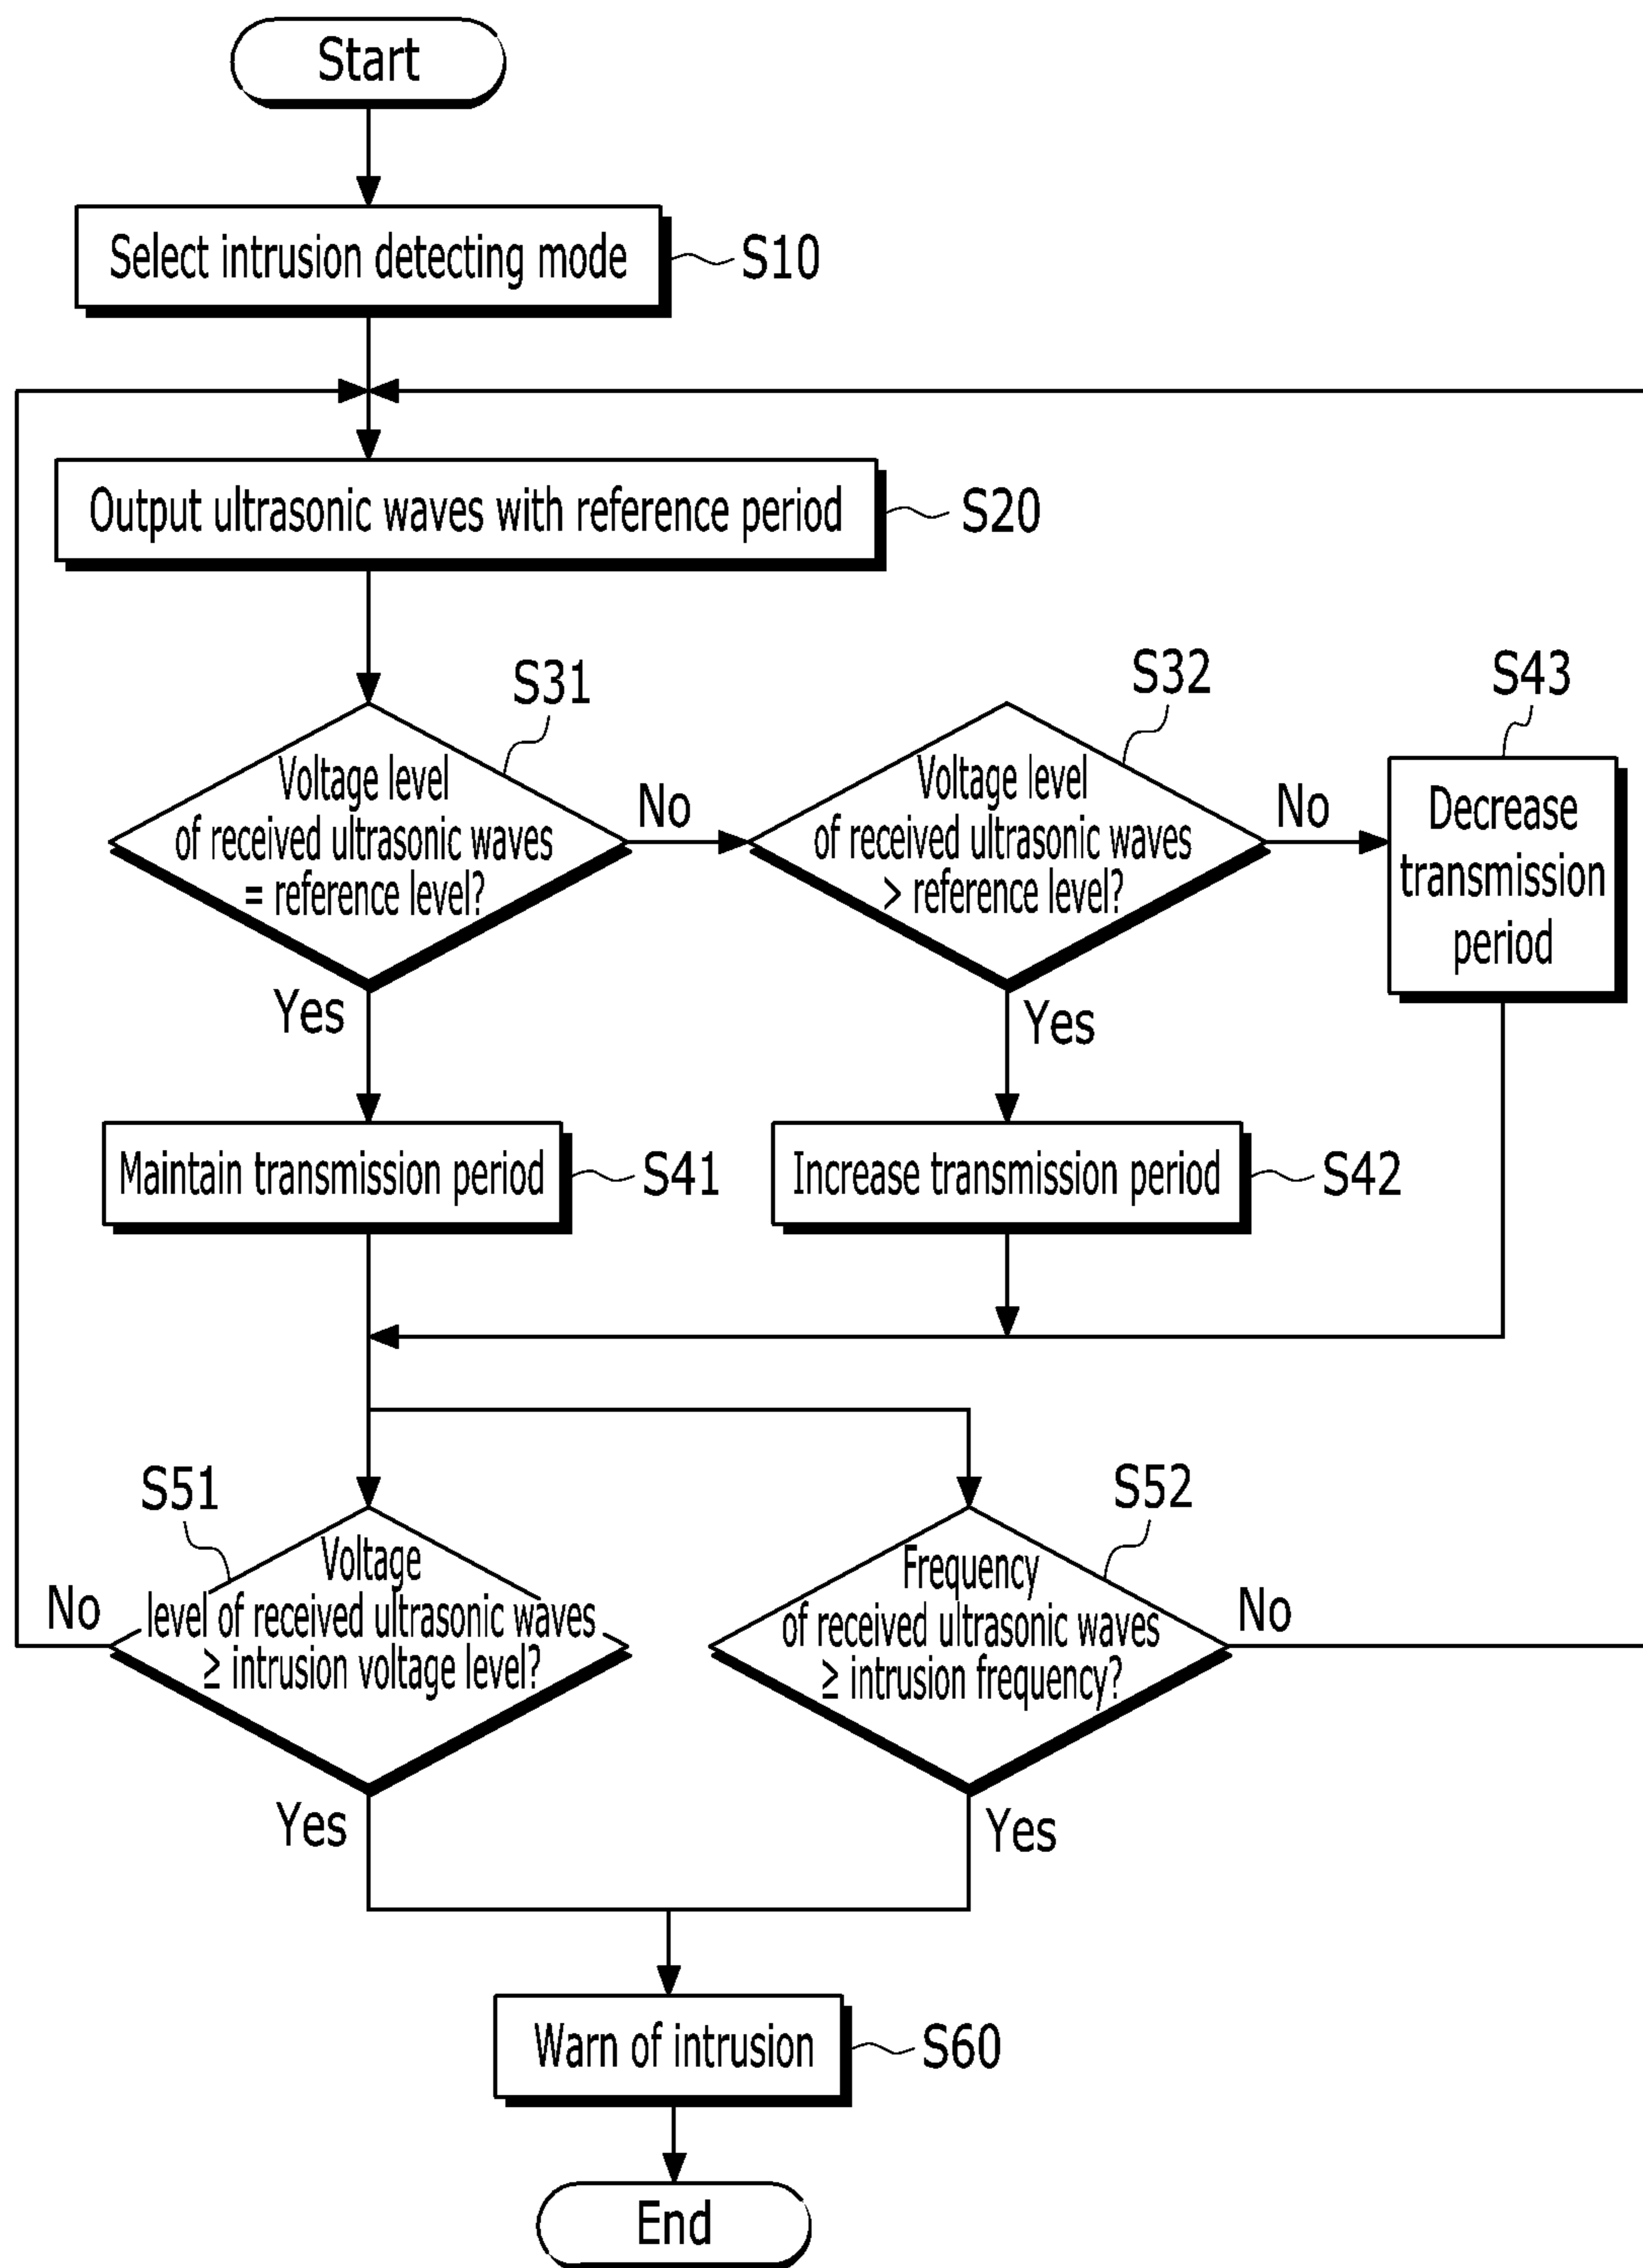 Start
Select intrusion detecting mode
S10
Output ultrasonic waves with reference period
S20
S31
Voltage level
of received ultrasonic waves
= reference level?
No
Yes
S32
Voltage level
of received ultrasonic waves
> reference level?
No
Yes
S43
Decrease
transmission
period
Maintain transmission period
S41
Increase transmission period
S42
S51
Voltage
level of received ultrasonic waves
≥ intrusion voltage level?
No
Yes
S52
Frequency
of received ultrasonic waves
≥ intrusion frequency?
No
Yes
Warn of intrusion
S60
End